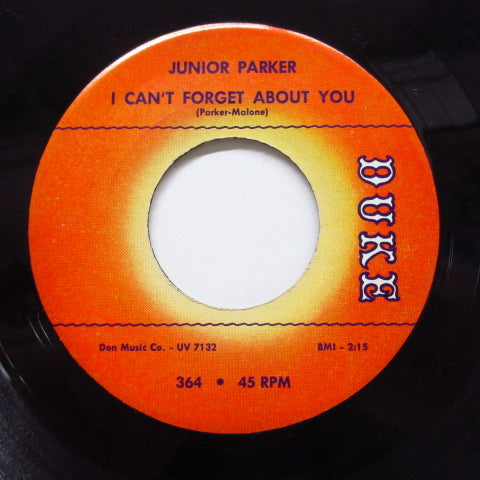 JUNIOR PARKER
I CAN'T FORGET ABOUT YOU
(Parker-Malone)
DUKE
Don Music Co. - UV 7132
BMI - 2:15
364 • 45 RPM